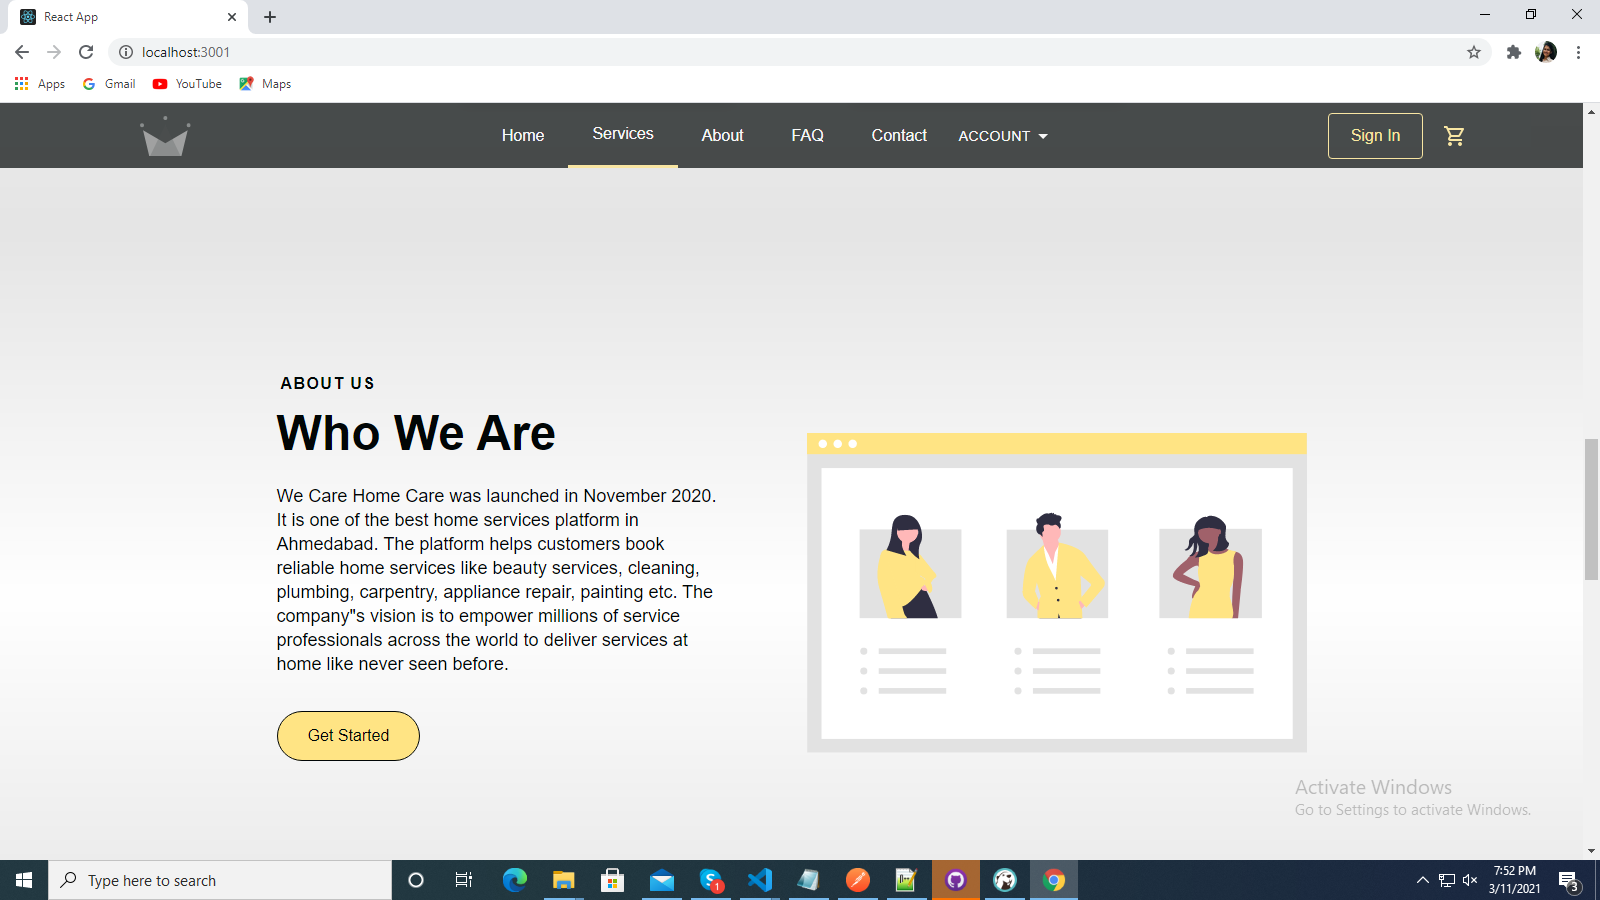 React App
localhost:3001
Apps Gmail YouTube Maps
Home Services About FAQ Contact ACCOUNT Sign In
ABOUT US
Who We Are
We Care Home Care was launched in November 2020.
It is one of the best home services platform in
Ahmedabad. The platform helps customers book
reliable home services like beauty services, cleaning,
plumbing, carpentry, appliance repair, painting etc. The
company"s vision is to empower millions of service
professionals across the world to deliver services at
home like never seen before.
Get Started
Activate Windows
Go to Settings to activate Windows.
Type here to search
1
7:52 PM
3/11/2021
3